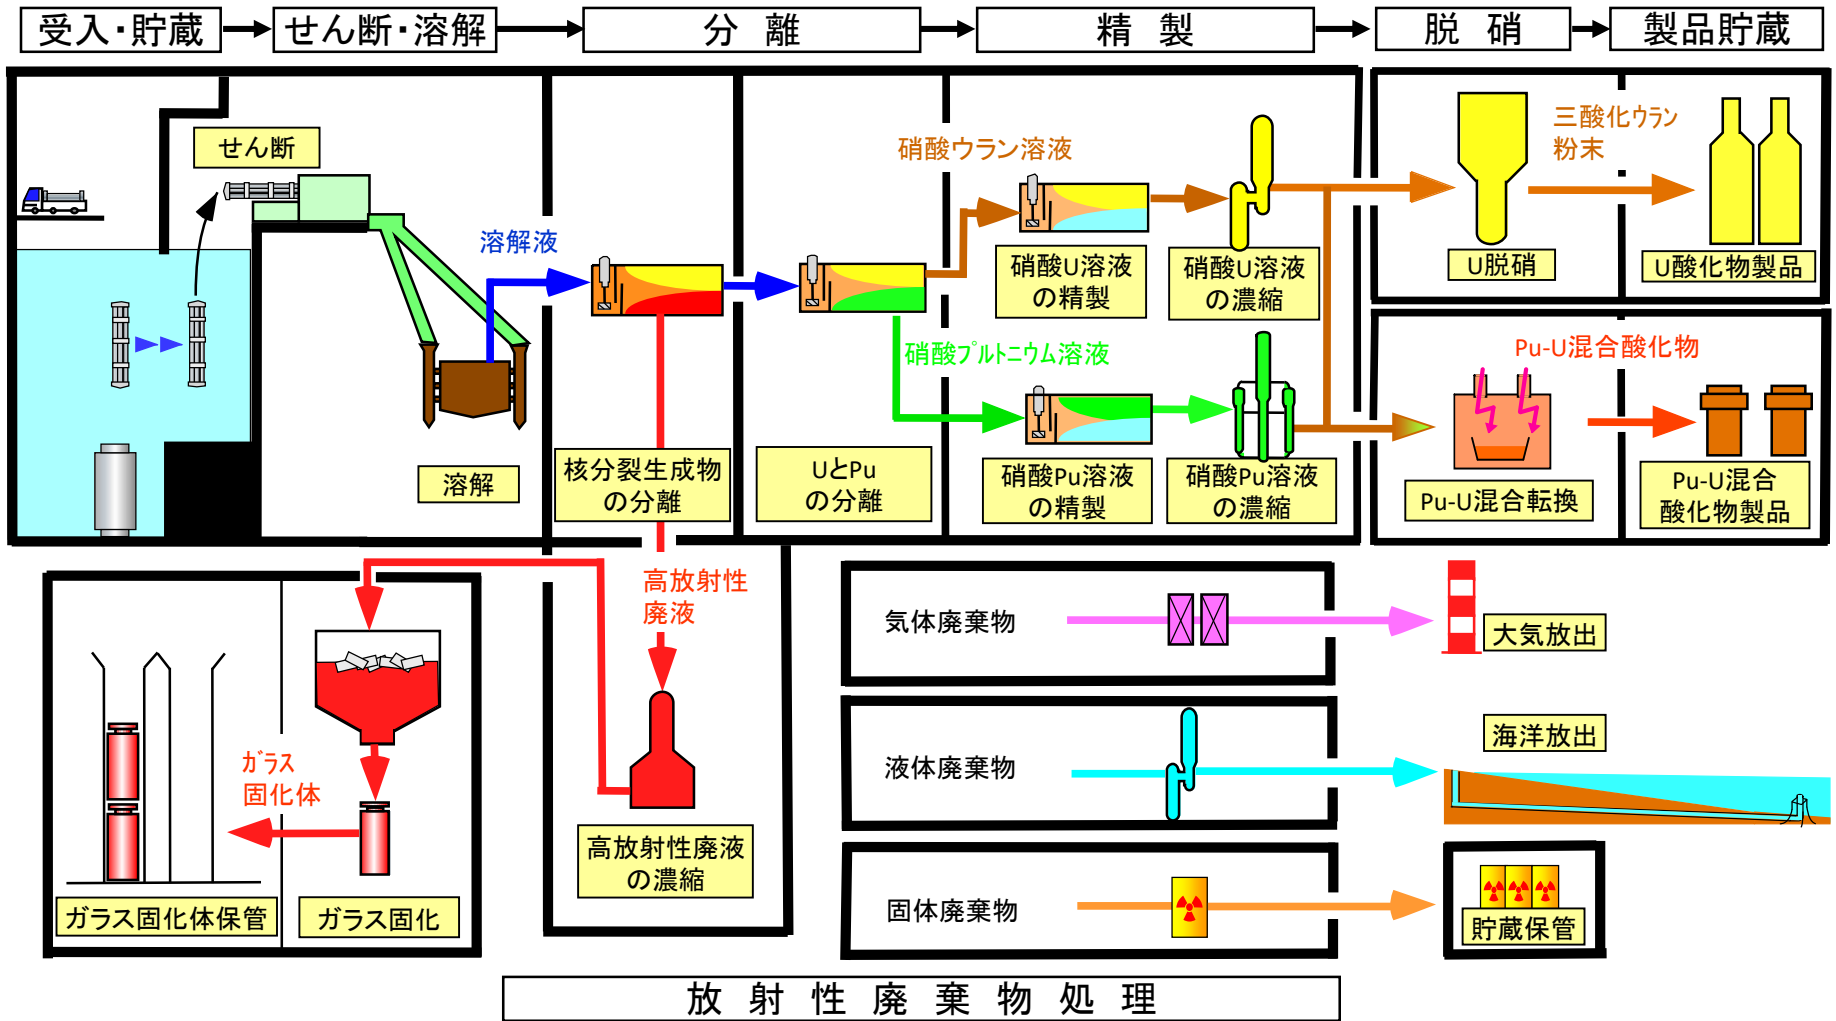 受入・貯蔵
せん断・溶解
分離
精製
脱硝
製品貯蔵
せん断
溶解液
溶解
核分裂生成物
の分離
UとPu
の分離
硝酸ウラン溶液
硝酸U溶液
の精製
硝酸U溶液
の濃縮
硝酸プルトニウム溶液
硝酸Pu溶液
の精製
硝酸Pu溶液
の濃縮
三酸化ウラン
粉末
U脱硝
U酸化物製品
Pu-U混合酸化物
Pu-U混合転換
Pu-U混合
酸化物製品
高放射性
廃液
高放射性廃液
の濃縮
ガラス
固化体
ガラス固化体保管
ガラス固化
気体廃棄物
大気放出
液体廃棄物
海洋放出
固体廃棄物
貯蔵保管
放射性廃棄物処理